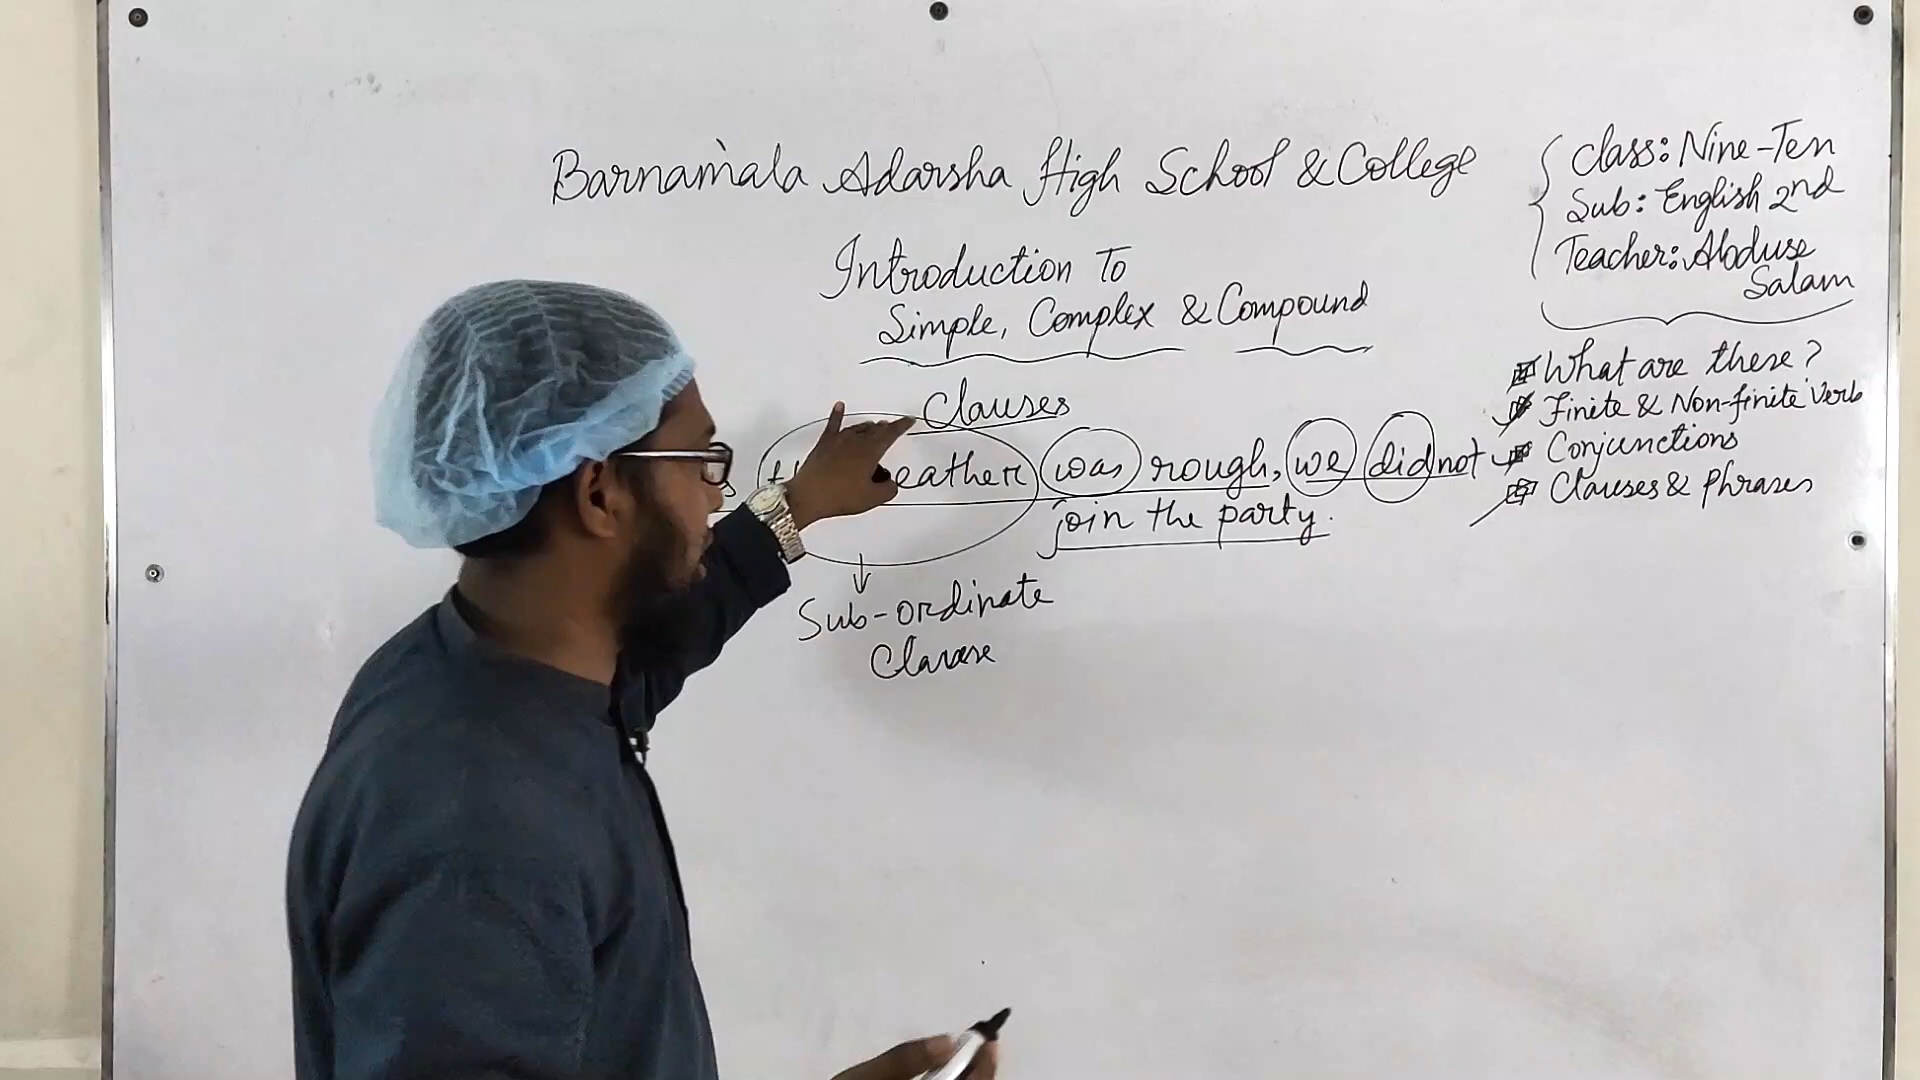 Barnamala Adarsha High School & College
Introduction To
Simple, Complex & Compound
Clauses
was rough, we did not
join the party.
Sub-ordinate
Clause
Class: Nine-Ten
Sub: English 2nd
Teacher: Abduse
Salam
What are these?
Finite & Non-finite Verb
Conjunctions
Clauses & Phrases